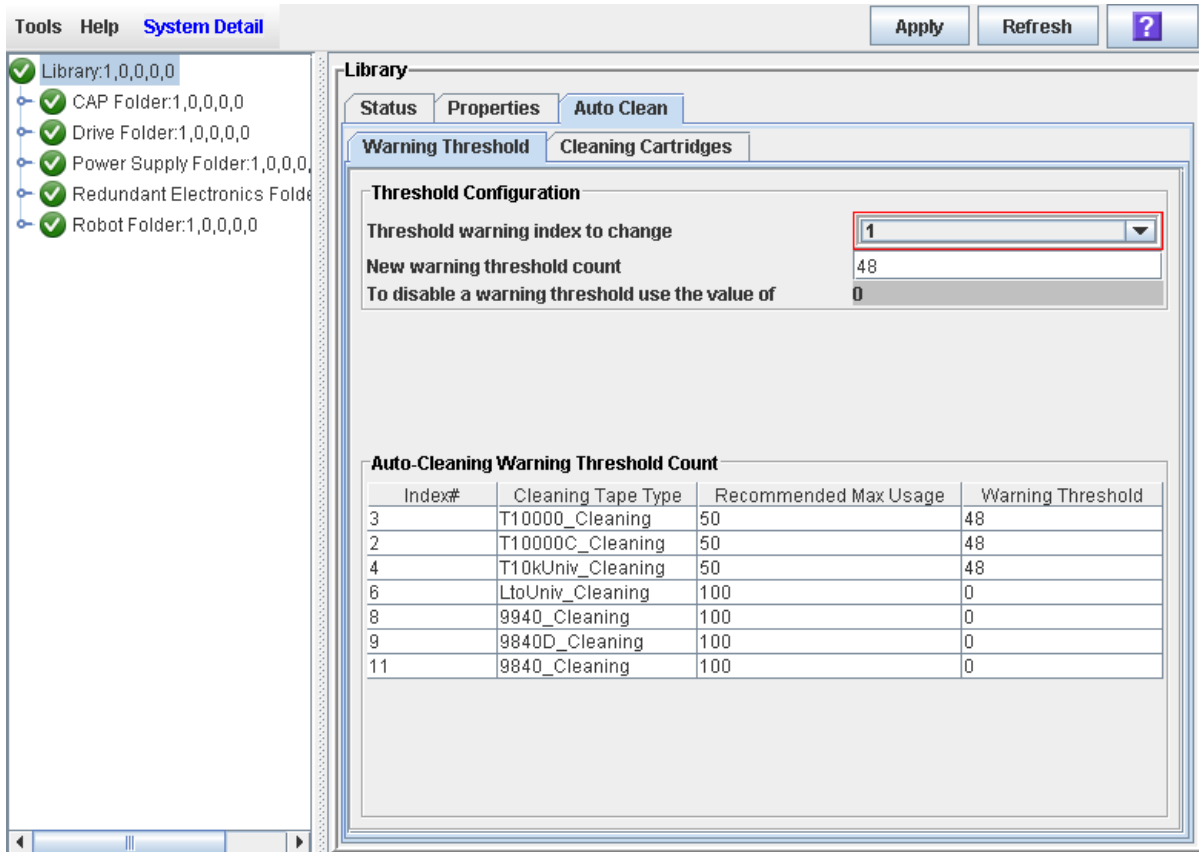 Tools Help System Detail Apply Refresh ?
Library:1,0,0,0,0
CAP Folder:1,0,0,0,0
Drive Folder:1,0,0,0,0
Power Supply Folder:1,0,0,0,
Redundant Electronics Folde
Robot Folder:1,0,0,0,0
Library
Status Properties Auto Clean
Warning Threshold Cleaning Cartridges
Threshold Configuration
Threshold warning index to change 1
New warning threshold count 48
To disable a warning threshold use the value of 0
Auto-Cleaning Warning Threshold Count
Index# Cleaning Tape Type Recommended Max Usage Warning Threshold
3 T10000_Cleaning 50 48
2 T10000C_Cleaning 50 48
4 T10kUniv_Cleaning 50 48
6 LtoUniv_Cleaning 100 0
8 9940_Cleaning 100 0
9 9840D_Cleaning 100 0
11 9840_Cleaning 100 0